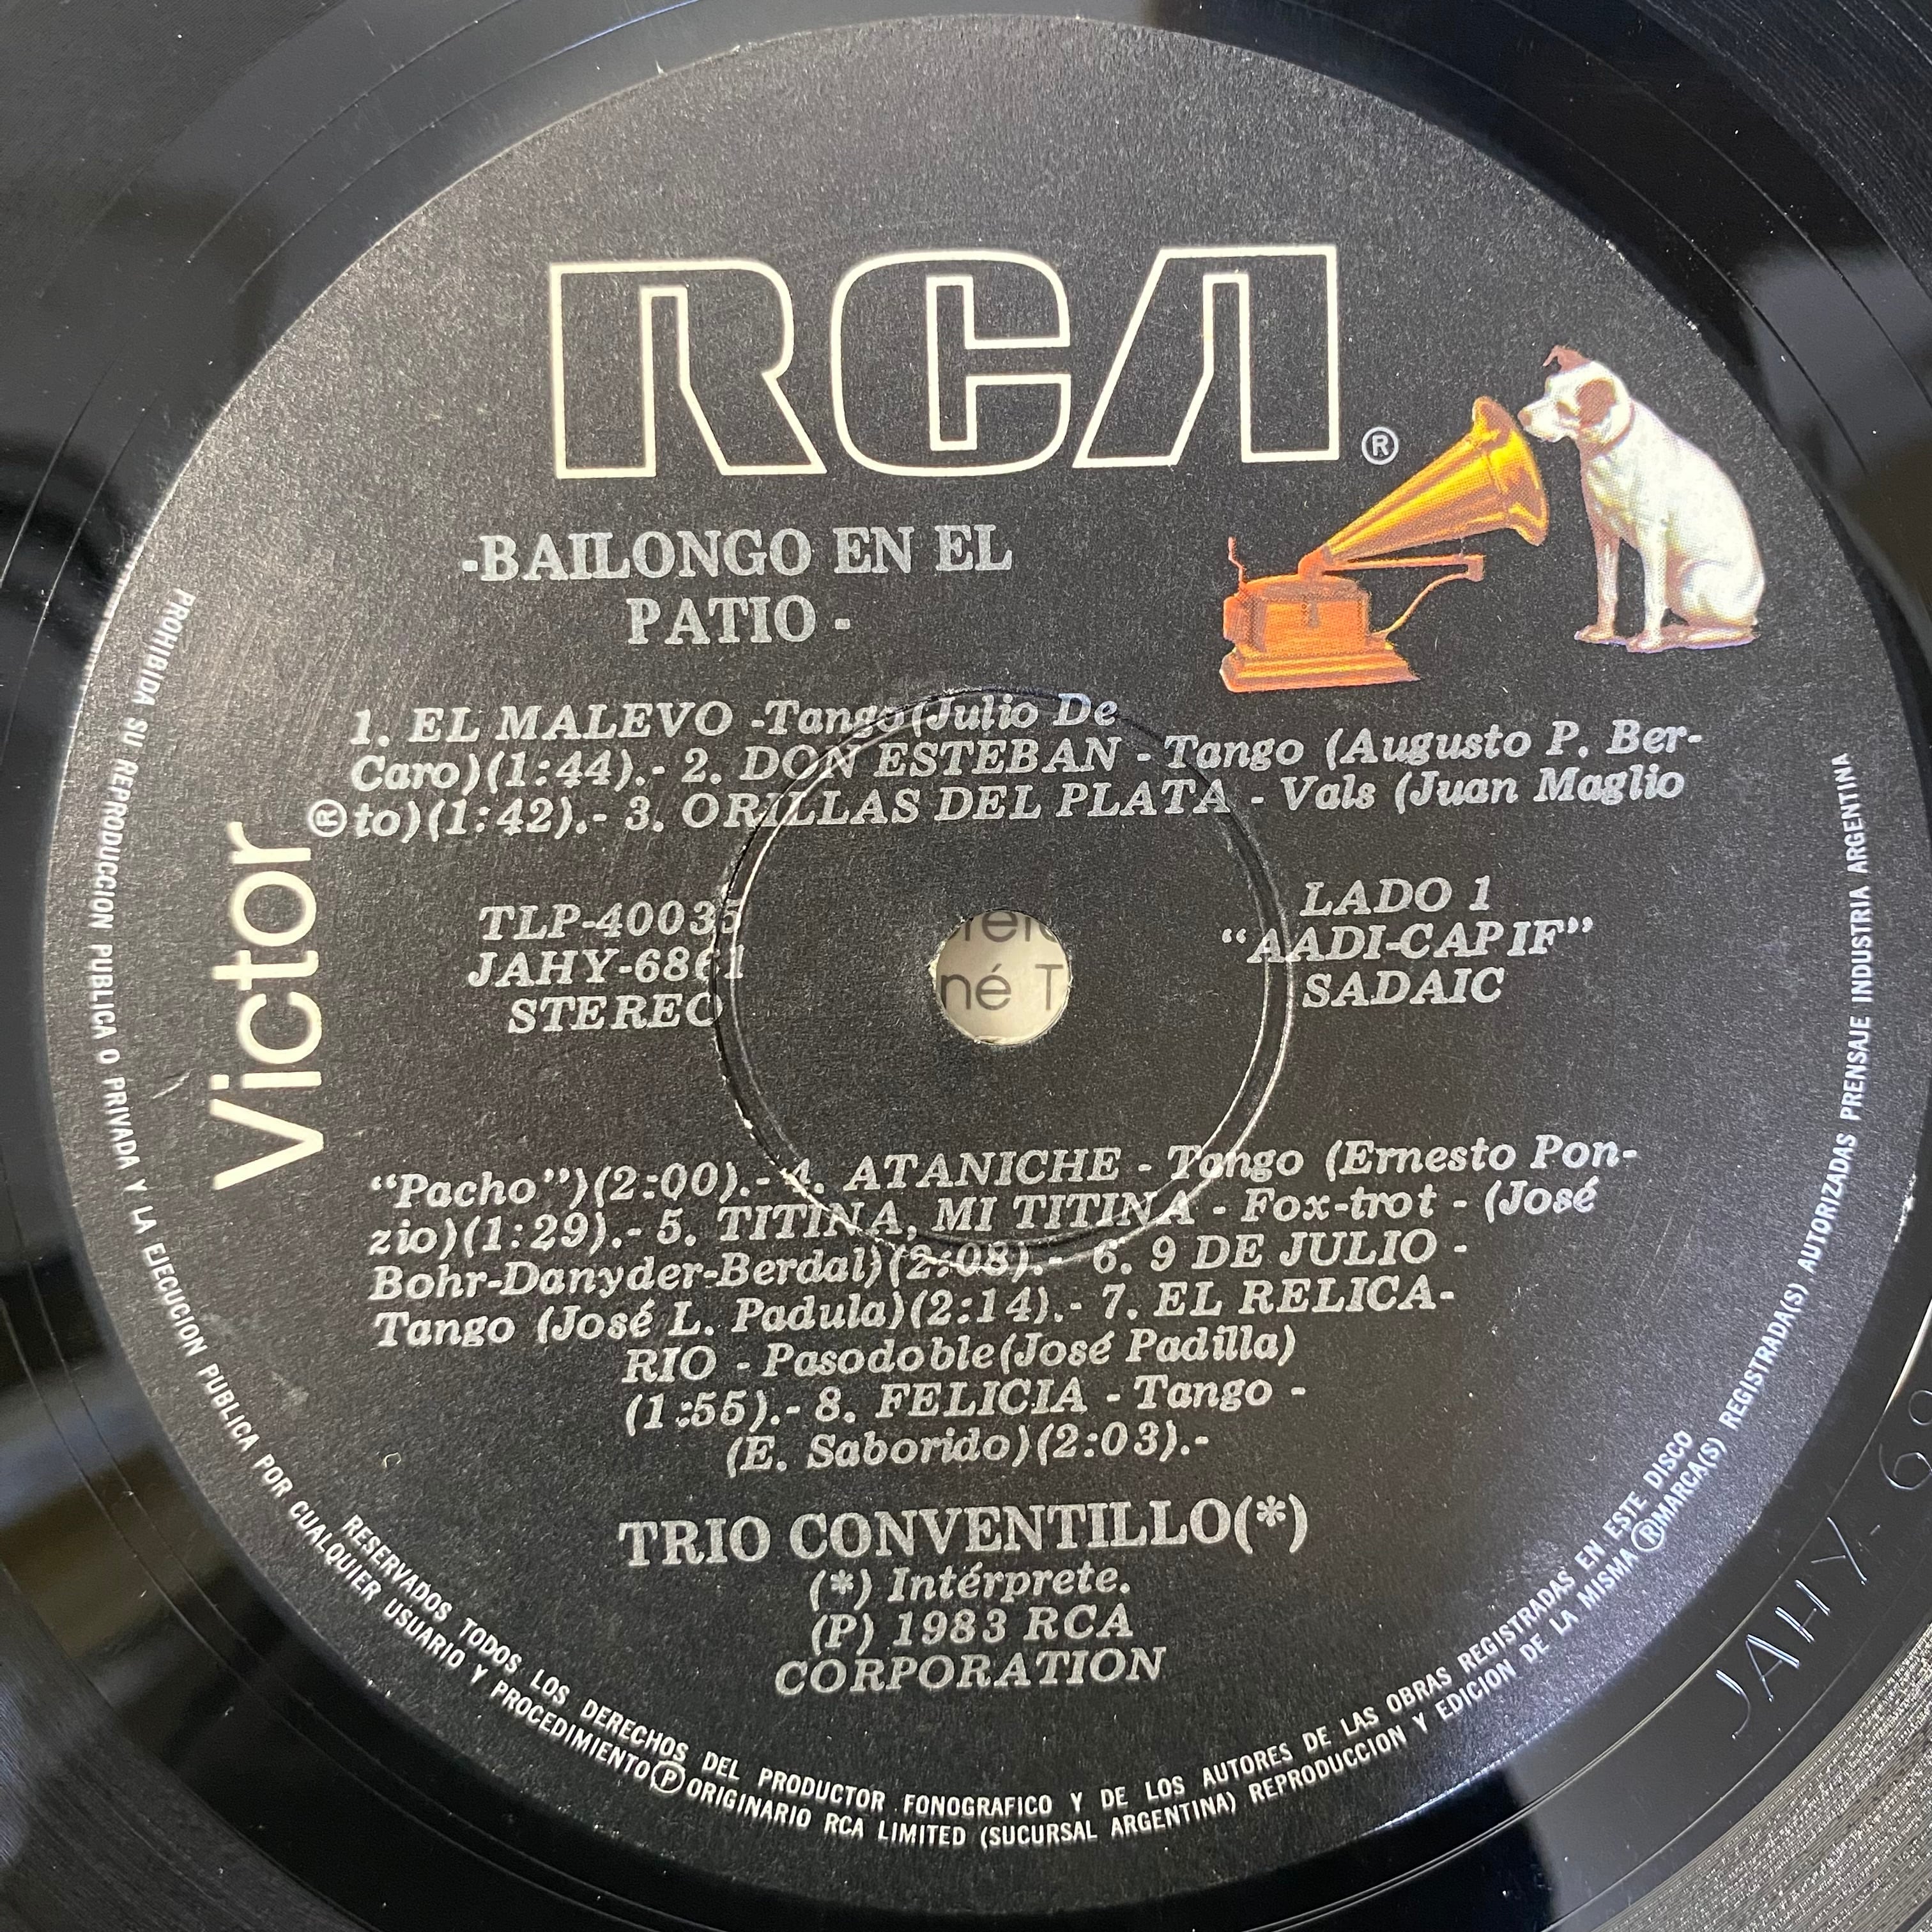 RCA ®
-BAILONGO EN EL
PATIO -
1. EL MALEVO -Tango(Julio De
Caro)(1:44).- 2. DON ESTEBAN - Tango (Augusto P. Ber-
to)(1:42).- 3. ORILLAS DEL PLATA - Vals (Juan Maglio
Victor ®
TLP-40035
JAHY-6861
STEREO
LADO 1
"AADI-CAPIF"
SADAIC
né T
"Pacho")(2:00).- 4. ATANICHE - Tango (Ernesto Pon-
zio)(1:29).- 5. TITINA, MI TITINA - Fox-trot - (José
Bohr-Danyder-Berdal)(2:08).- 6. 9 DE JULIO -
Tango (José L. Padula)(2:14).- 7. EL RELICA-
RIO - Pasodoble(José Padilla)
(1:55).- 8. FELICIA - Tango -
(E. Saborido)(2:03).-
TRIO CONVENTILLO(*)
(*) Intérprete.
(P) 1983 RCA
CORPORATION
RESERVADOS TODOS LOS DERECHOS DEL PRODUCTOR FONOGRAFICO Y DE LOS AUTORES DE LAS OBRAS REGISTRADAS EN ESTE DISCO
PROHIBIDA SU REPRODUCCION PUBLICA O PRIVADA Y LA EJECUCION PUBLICA POR CUALQUIER USUARIO Y PROCEDIMIENTO Ⓟ ORIGINARIO RCA LIMITED (SUCURSAL ARGENTINA) REPRODUCCION Y EDICION DE LA MISMA ® MARCA(S) REGISTRADA(S) AUTORIZADAS PRENSAJE INDUSTRIA ARGENTINA
JAHY-6